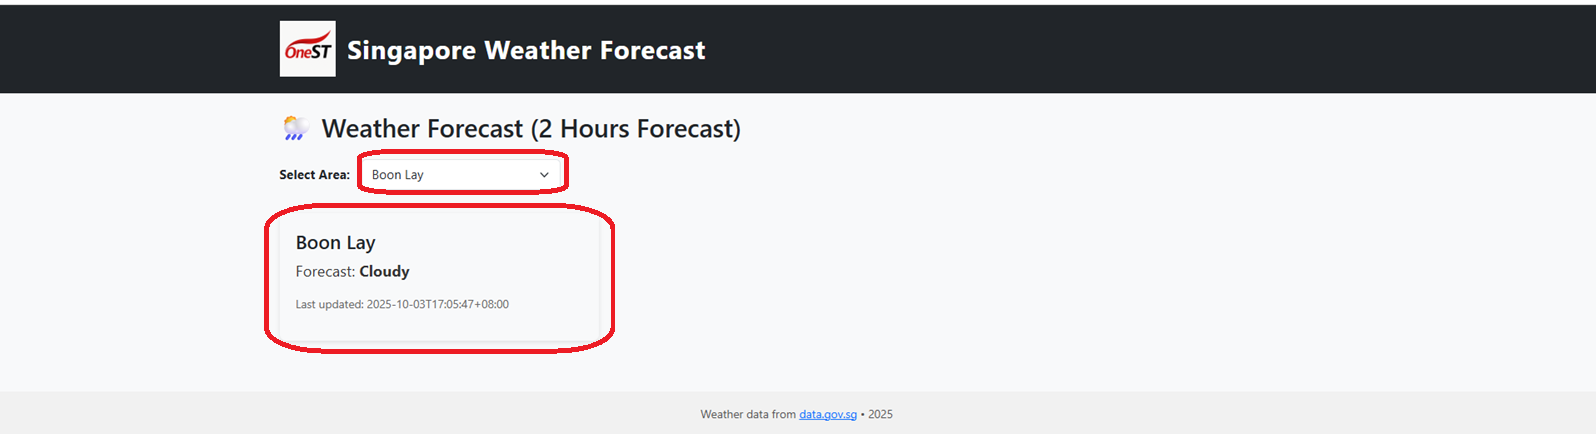 OneST
Singapore Weather Forecast
Weather Forecast (2 Hours Forecast)
Select Area: Boon Lay
Boon Lay
Forecast: Cloudy
Last updated: 2025-10-03T17:05:47+08:00
Weather data from data.gov.sg • 2025